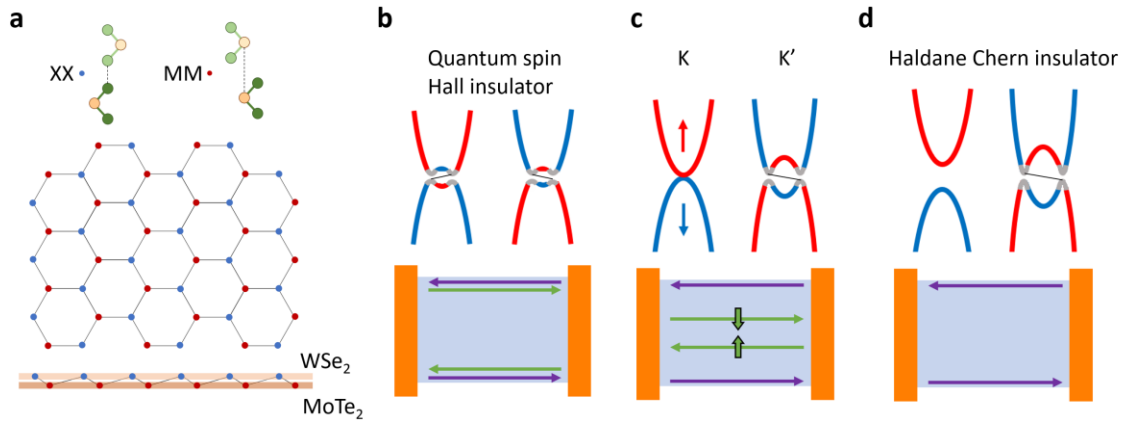 a
XX
MM
WSe₂
MoTe₂
b
Quantum spin
Hall insulator
c
K
K'
d
Haldane Chern insulator